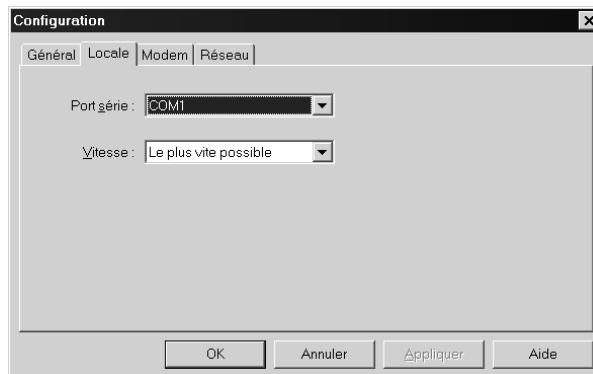 Configuration
Général Locale Modem Réseau
Port série : COM1
Vitesse : Le plus vite possible
OK Annuler Appliquer Aide